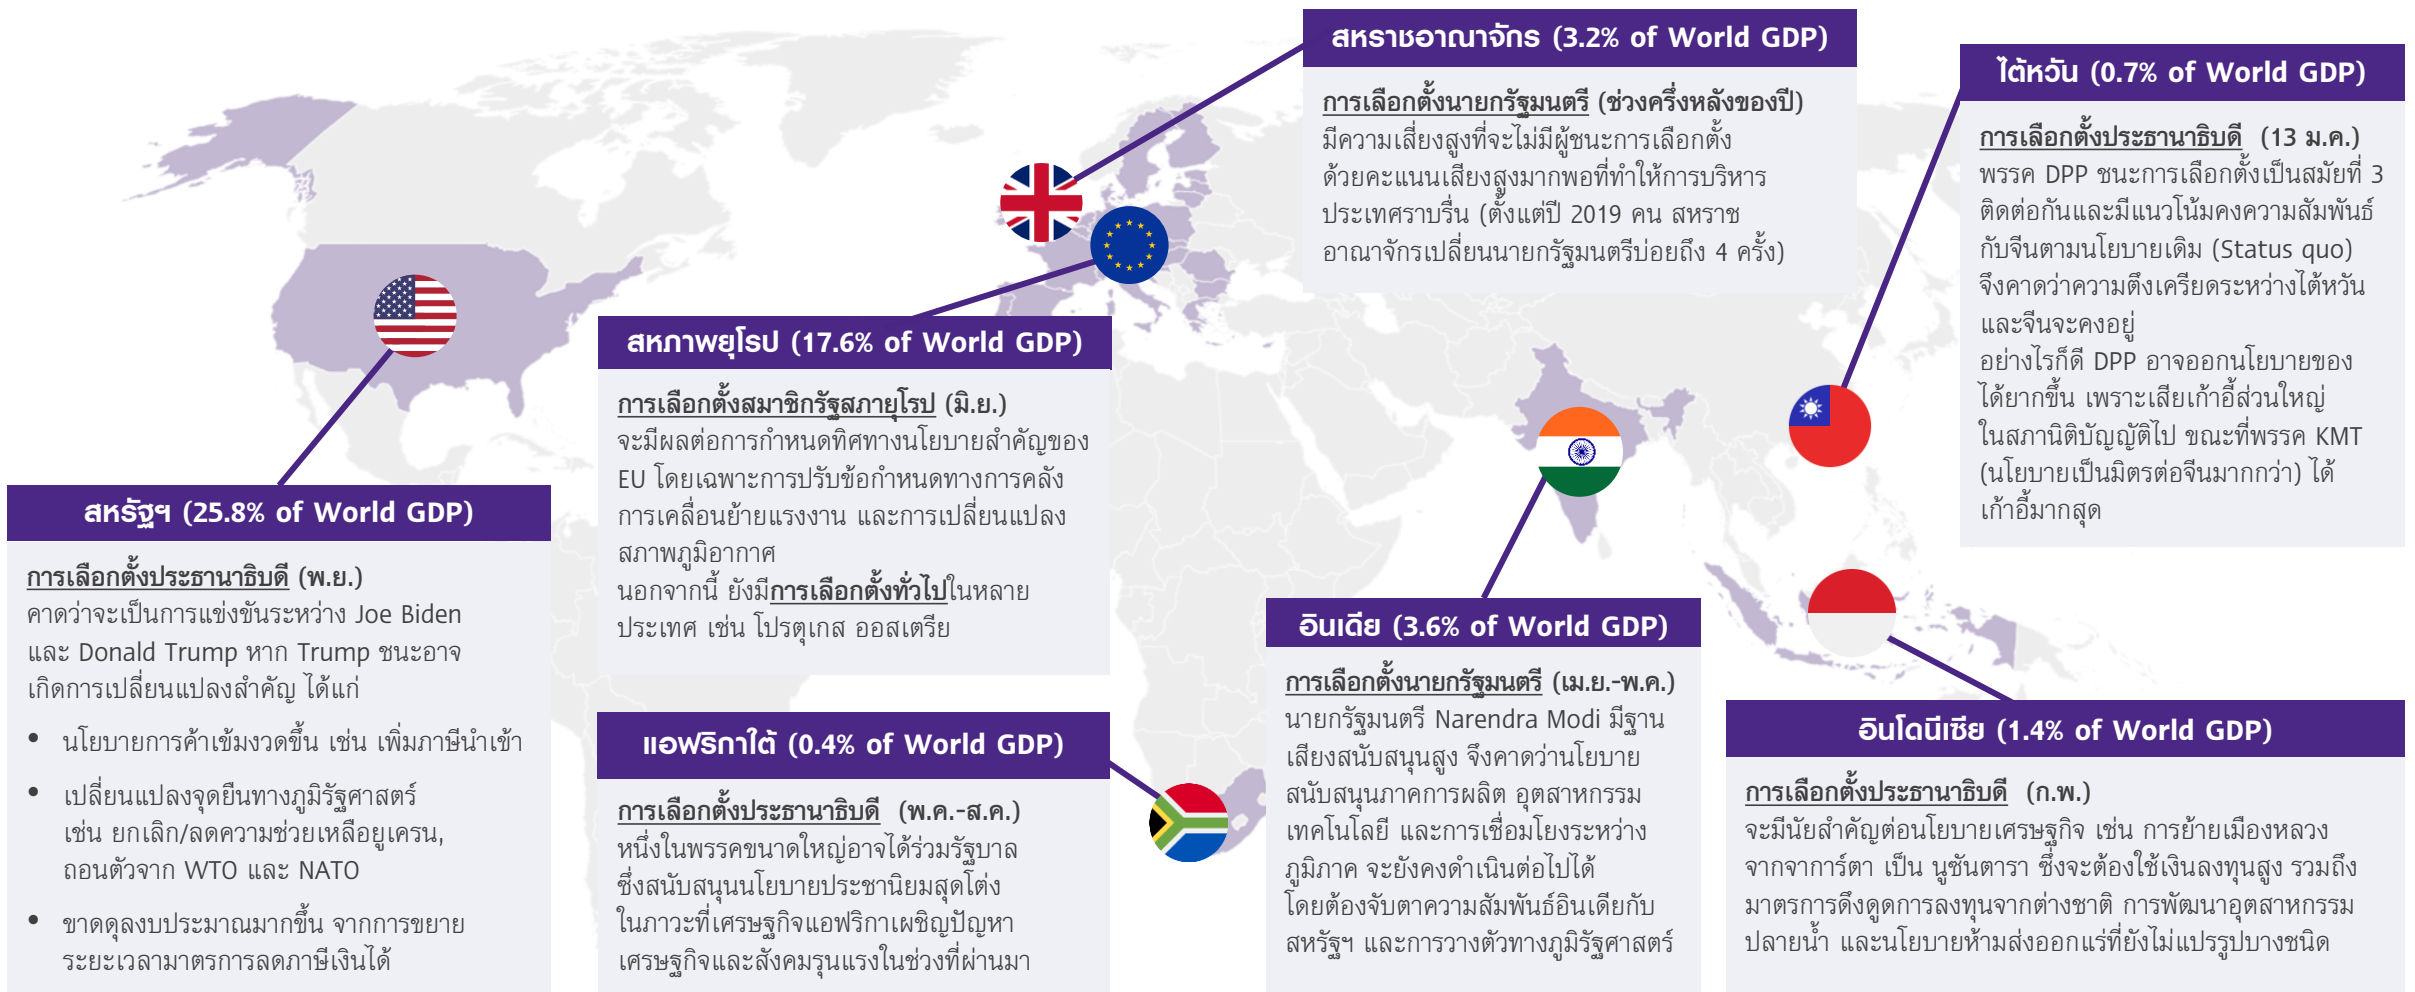 สหราชอาณาจักร (3.2% of World GDP)
การเลือกตั้งนายกรัฐมนตรี (ช่วงครึ่งหลังของปี)
มีความเสี่ยงสูงที่จะไม่มีผู้ชนะการเลือกตั้ง
ด้วยคะแนนเสียงสูงมากพอที่ทำให้การบริหาร
ประเทศราบรื่น (ตั้งแต่ปี 2019 คน สหราช
อาณาจักรเปลี่ยนนายกรัฐมนตรีบ่อยถึง 4 ครั้ง)
ไต้หวัน (0.7% of World GDP)
การเลือกตั้งประธานาธิบดี (13 ม.ค.)
พรรค DPP ชนะการเลือกตั้งเป็นสมัยที่ 3
ติดต่อกันและมีแนวโน้มคงความสัมพันธ์
กับจีนตามนโยบายเดิม (Status quo)
จึงคาดว่าความตึงเครียดระหว่างไต้หวัน
และจีนจะคงอยู่
อย่างไรก็ดี DPP อาจออกนโยบายของ
ได้ยากขึ้น เพราะเสียเก้าอี้ส่วนใหญ่
ในสภานิติบัญญัติไป ขณะที่พรรค KMT
(นโยบายเป็นมิตรต่อจีนมากกว่า) ได้
เก้าอี้มากสุด
สหภาพยุโรป (17.6% of World GDP)
การเลือกตั้งสมาชิกรัฐสภายุโรป (มิ.ย.)
จะมีผลต่อการกำหนดทิศทางนโยบายสำคัญของ
EU โดยเฉพาะการปรับข้อกำหนดทางการคลัง
การเคลื่อนย้ายแรงงาน และการเปลี่ยนแปลง
สภาพภูมิอากาศ
นอกจากนี้ ยังมีการเลือกตั้งทั่วไปในหลาย
ประเทศ เช่น โปรตุเกส ออสเตรีย
สหรัฐฯ (25.8% of World GDP)
การเลือกตั้งประธานาธิบดี (พ.ย.)
คาดว่าจะเป็นการแข่งขันระหว่าง Joe Biden
และ Donald Trump หาก Trump ชนะอาจ
เกิดการเปลี่ยนแปลงสำคัญ ได้แก่
• นโยบายการค้าเข้มงวดขึ้น เช่น เพิ่มภาษีนำเข้า
• เปลี่ยนแปลงจุดยืนทางภูมิรัฐศาสตร์
เช่น ยกเลิก/ลดความช่วยเหลือยูเครน,
ถอนตัวจาก WTO และ NATO
• ขาดดุลงบประมาณมากขึ้น จากการขยาย
ระยะเวลามาตรการลดภาษีเงินได้
แอฟริกาใต้ (0.4% of World GDP)
การเลือกตั้งประธานาธิบดี (พ.ค.-ส.ค.)
หนึ่งในพรรคขนาดใหญ่อาจได้ร่วมรัฐบาล
ซึ่งสนับสนุนนโยบายประชานิยมสุดโต่ง
ในภาวะที่เศรษฐกิจแอฟริกาเผชิญปัญหา
เศรษฐกิจและสังคมรุนแรงในช่วงที่ผ่านมา
อินเดีย (3.6% of World GDP)
การเลือกตั้งนายกรัฐมนตรี (เม.ย.-พ.ค.)
นายกรัฐมนตรี Narendra Modi มีฐาน
เสียงสนับสนุนสูง จึงคาดว่านโยบาย
สนับสนุนภาคการผลิต อุตสาหกรรม
เทคโนโลยี และการเชื่อมโยงระหว่าง
ภูมิภาค จะยังคงดำเนินต่อไปได้
โดยต้องจับตาความสัมพันธ์อินเดียกับ
สหรัฐฯ และการวางตัวทางภูมิรัฐศาสตร์
อินโดนีเซีย (1.4% of World GDP)
การเลือกตั้งประธานาธิบดี (ก.พ.)
จะมีนัยสำคัญต่อนโยบายเศรษฐกิจ เช่น การย้ายเมืองหลวง
จากจาการ์ตา เป็น นูซันตารา ซึ่งจะต้องใช้เงินลงทุนสูง รวมถึง
มาตรการดึงดูดการลงทุนจากต่างชาติ การพัฒนาอุตสาหกรรม
ปลายน้ำ และนโยบายห้ามส่งออกแร่ที่ยังไม่แปรรูปบางชนิด